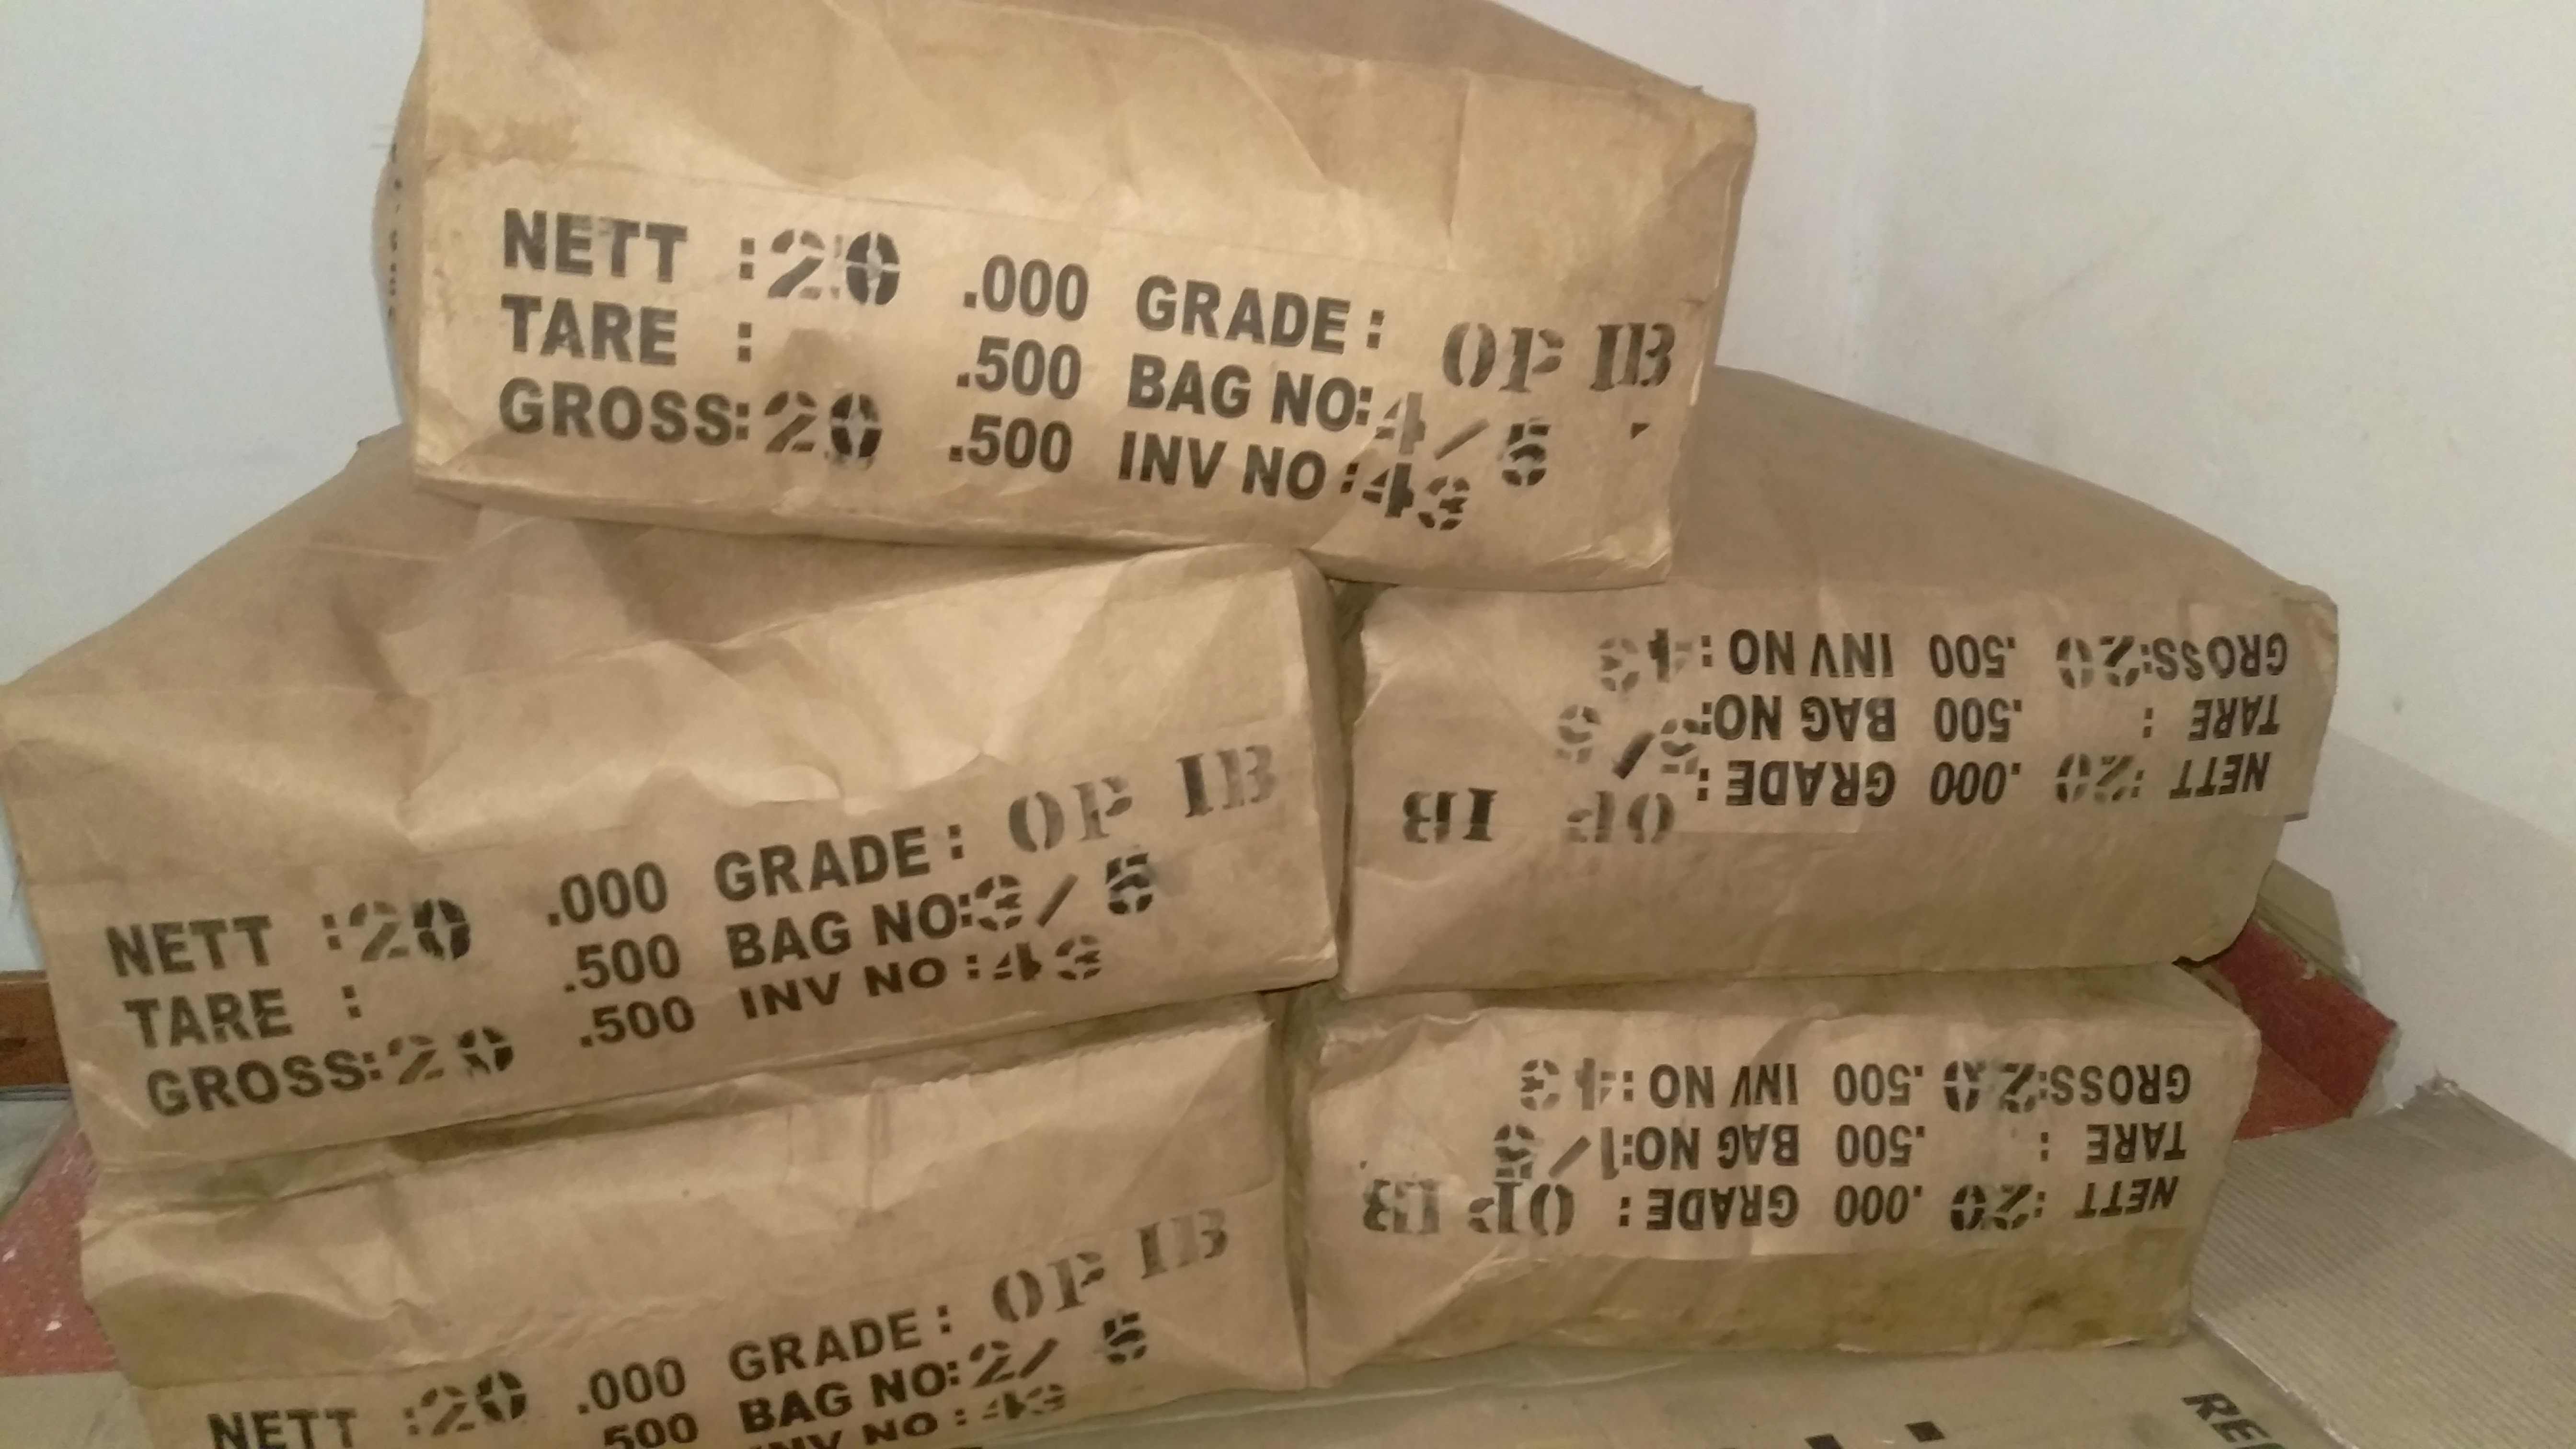 NETT :20 .000 GRADE: OP IB
TARE : .500 BAG NO:4/5
GROSS:20 .500 INV NO:43
NETT :20 .000 GRADE: OP IB
TARE : .500 BAG NO:3/5
GROSS:20 .500 INV NO:43
NETT :20 .000 GRADE: OP IB
TARE : .500 BAG NO:5/5
GROSS:20 .500 INV NO:43
NETT :20 .000 GRADE: OP IB
.500 BAG NO:2/5
INV NO:43
NETT :20 .000 GRADE: OP IB
TARE : .500 BAG NO:1/5
GROSS:20 .500 INV NO:43